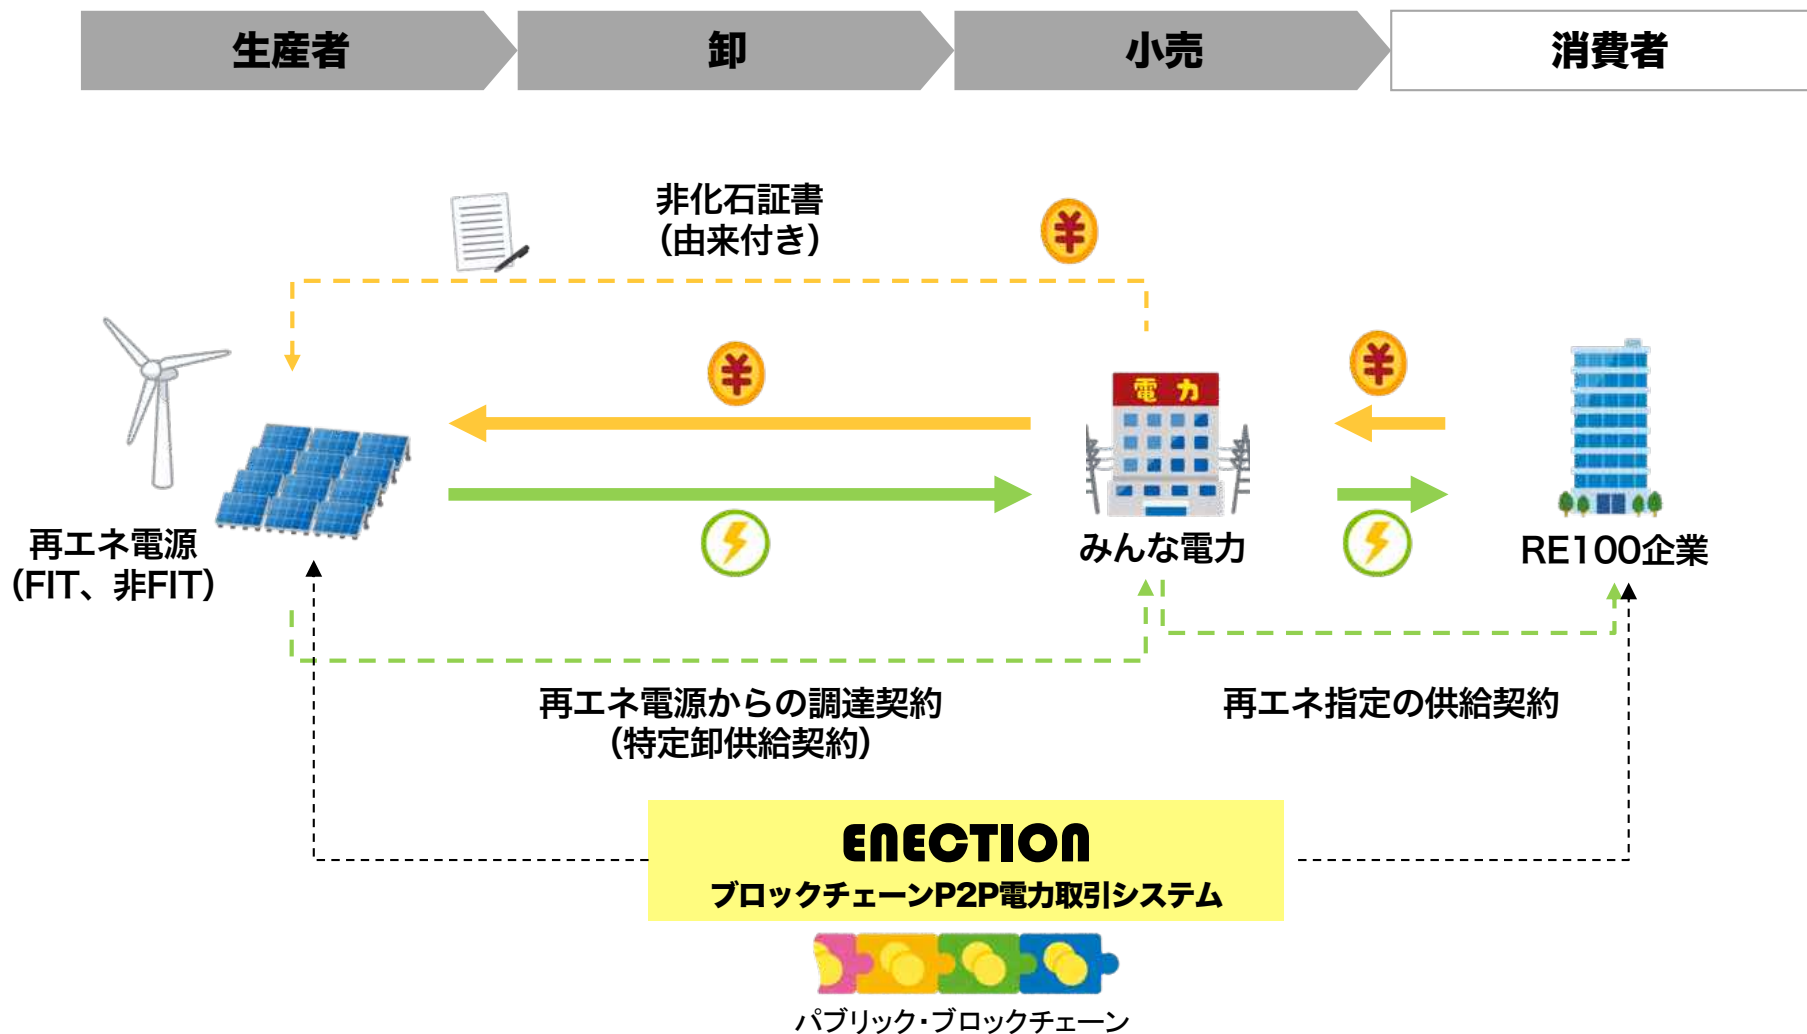 生産者
卸
小売
消費者
非化石証書
（由来付き）
電力
再エネ電源
（FIT、非FIT）
みんな電力
RE100企業
再エネ電源からの調達契約
（特定卸供給契約）
再エネ指定の供給契約
ENECTION
ブロックチェーンP2P電力取引システム
パブリック・ブロックチェーン